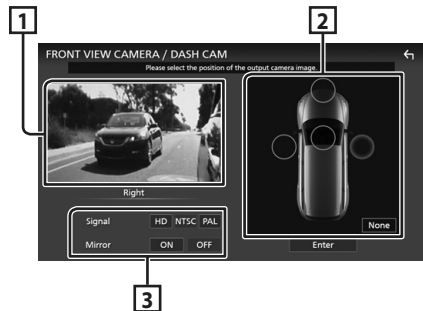 1
2
FRONT VIEW CAMERA / DASH CAM
Please select the position of the output camera image.
Right
Signal HD NTSC PAL
Mirror ON OFF
None
Enter
3